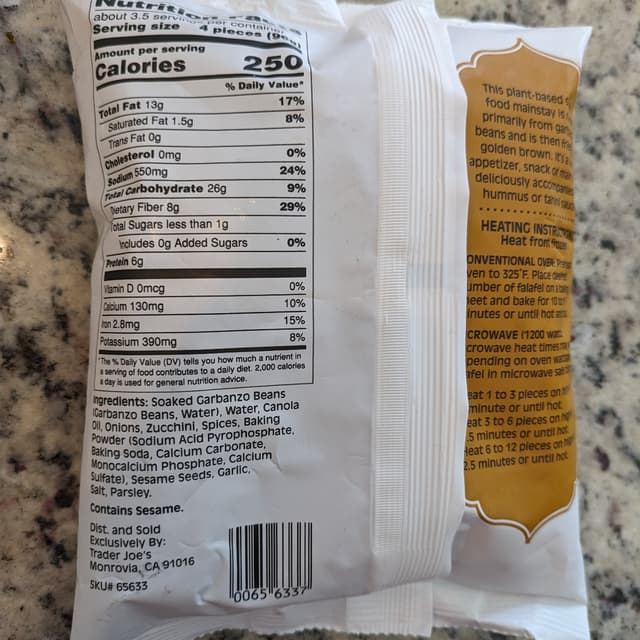 Nutrition Facts
about 3.5 servings per container
Serving size 4 pieces
Amount per serving
Calories 250
% Daily Value*
Total Fat 13g 17%
Saturated Fat 1.5g 8%
Trans Fat 0g
Cholesterol 0mg 0%
Sodium 550mg 24%
Total Carbohydrate 26g 9%
Dietary Fiber 8g 29%
Total Sugars less than 1g
Includes 0g Added Sugars 0%
Protein 6g
Vitamin D 0mcg 0%
Calcium 130mg 10%
Iron 2.8mg 15%
Potassium 390mg 8%
*The % Daily Value (DV) tells you how much a nutrient in
a serving of food contributes to a daily diet. 2,000 calories
a day is used for general nutrition advice.
Ingredients: Soaked Garbanzo Beans
(Garbanzo Beans, Water), Water, Canola
Oil, Onions, Zucchini, Spices, Baking
Powder (Sodium Acid Pyrophosphate,
Baking Soda, Calcium Carbonate,
Monocalcium Phosphate, Calcium
Sulfate), Sesame Seeds, Garlic,
Salt, Parsley.
Contains Sesame.
Dist. and Sold
Exclusively By:
Trader Joe's
Monrovia, CA 91016
SKU# 65633
0065 6337
This plant-based
food mainstay is
primarily from
beans and is then
golden brown. It's a
appetizer, snack or
deliciously
hummus or
HEATING
Heat from frozen
CONVENTIONAL OVEN:
oven to 325°F. Place
number of falafel on a
sheet and bake for 10
minutes or until hot
MICROWAVE (1200
microwave heat times
depending on oven
falafel in microwave
Heat 1 to 3 pieces on
minute or until hot.
Heat 3 to 6 pieces on high
.5 minutes or until hot.
Heat 6 to 12 pieces on high
2.5 minutes or until hot.